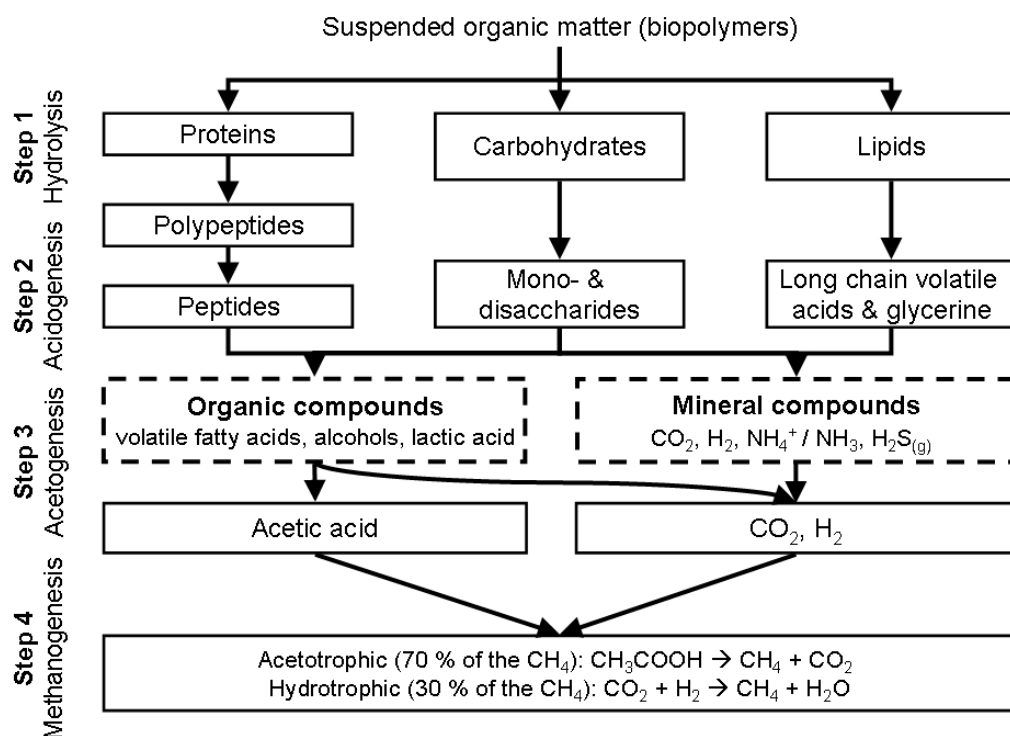 Suspended organic matter (biopolymers)
Step 1
Hydrolysis
Proteins
Carbohydrates
Lipids
Polypeptides
Step 2
Acidogenesis
Peptides
Mono- &
disaccharides
Long chain volatile
acids & glycerine
Step 3
Acetogenesis
Organic compounds
volatile fatty acids, alcohols, lactic acid
Mineral compounds
CO₂, H₂, NH₄⁺ / NH₃, H₂S₍g₎
Acetic acid
CO₂, H₂
Step 4
Methanogenesis
Acetotrophic (70 % of the CH₄): CH₃COOH → CH₄ + CO₂
Hydrotrophic (30 % of the CH₄): CO₂ + H₂ → CH₄ + H₂O